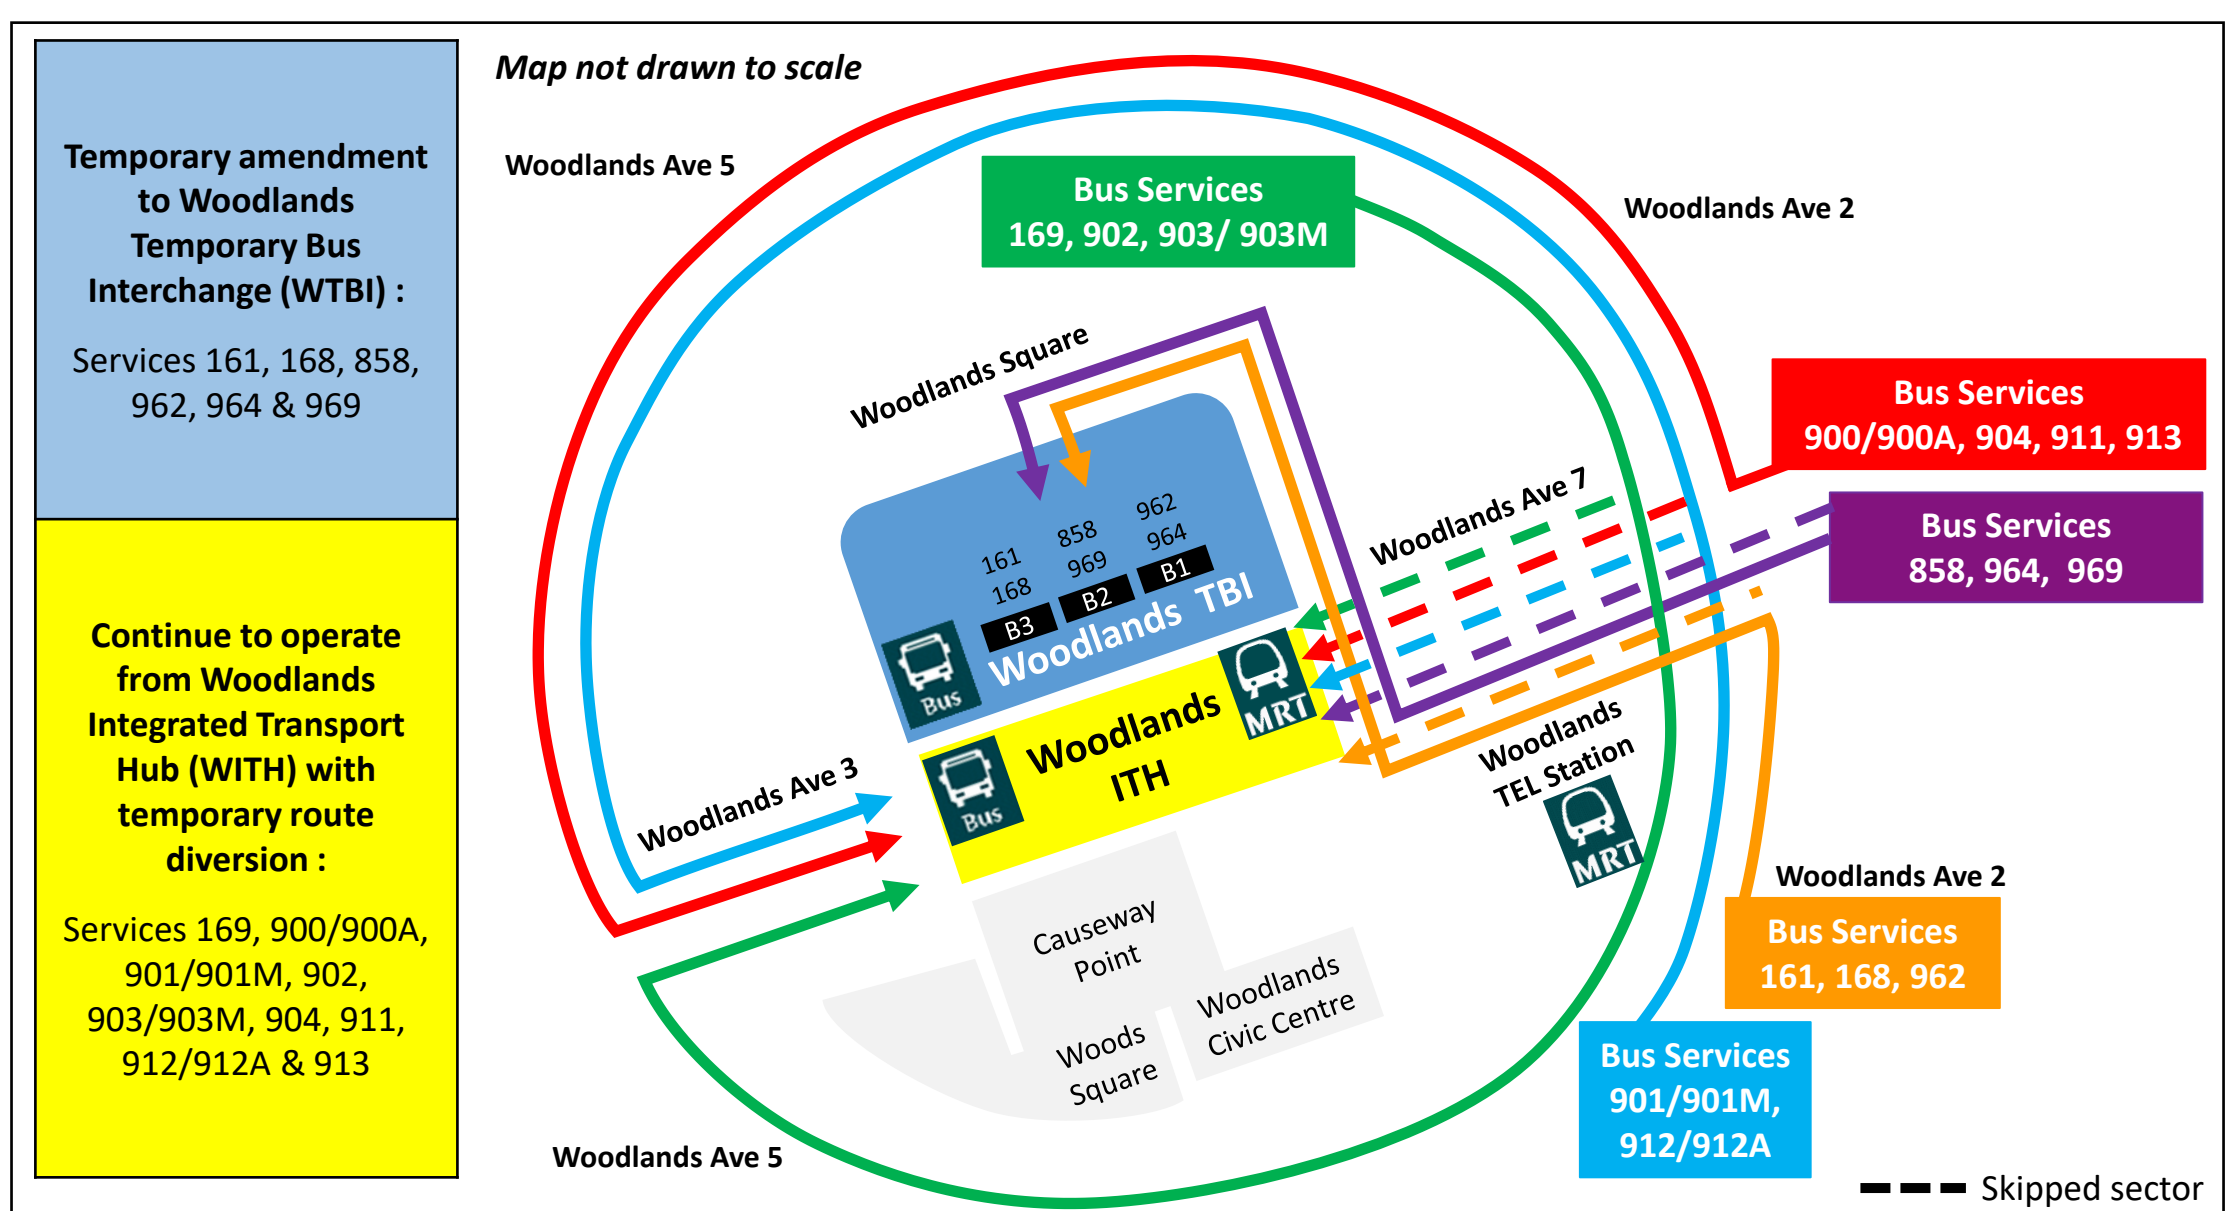 Temporary amendment
to Woodlands
Temporary Bus
Interchange (WTBI) :
Services 161, 168, 858,
962, 964 & 969
Continue to operate
from Woodlands
Integrated Transport
Hub (WITH) with
temporary route
diversion :
Services 169, 900/900A,
901/901M, 902,
903/903M, 904, 911,
912/912A & 913
Map not drawn to scale
Woodlands Ave 5
Bus Services
169, 902, 903/ 903M
Woodlands Ave 2
Woodlands Square
Bus Services
900/900A, 904, 911, 913
Woodlands Ave 7
Bus Services
858, 964,  969
161
168
B3
858
969
B2
962
964
B1
Woodlands TBI
Bus
Woodlands
ITH
MRT
Bus
Woodlands Ave 3
Woodlands
TEL Station
MRT
Woodlands Ave 2
Bus Services
161, 168, 962
Causeway
Point
Woodlands
Civic Centre
Woods
Square
Bus Services
901/901M,
912/912A
Woodlands Ave 5
Skipped sector